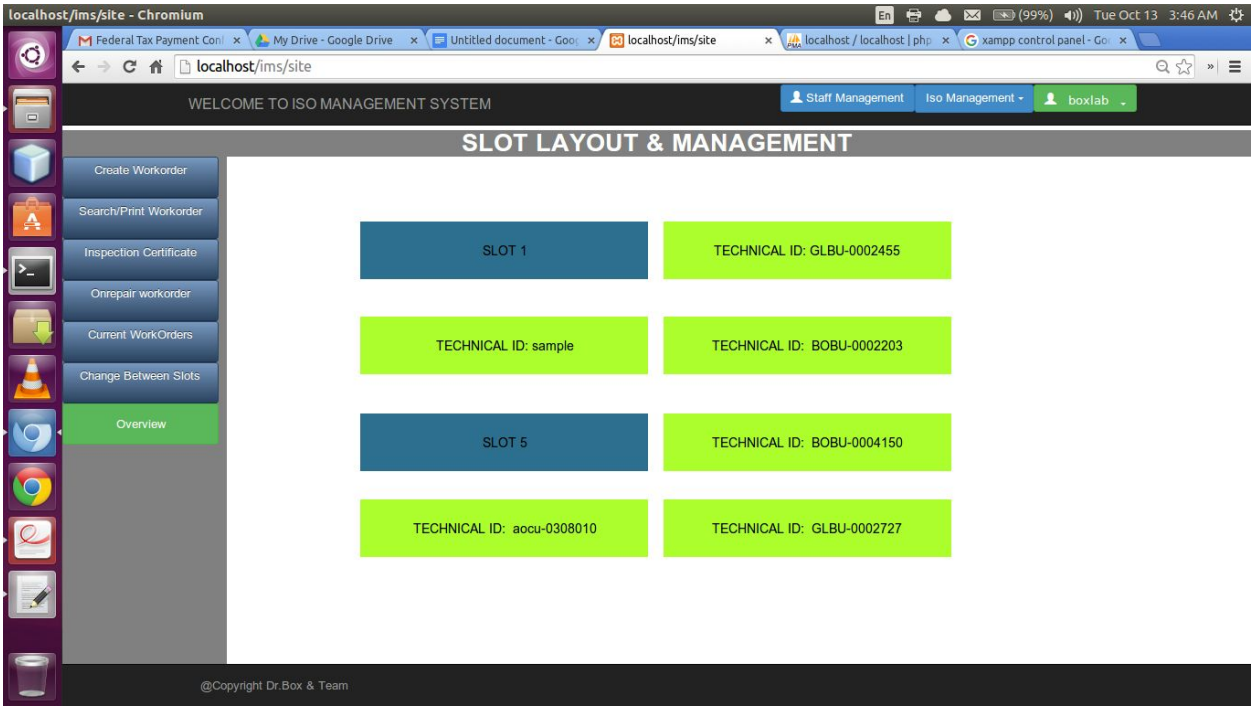 localhost/ims/site - Chromium
En (99%) Tue Oct 13 3:46 AM
Federal Tax Payment Conf x My Drive - Google Drive x Untitled document - Goog x localhost/ims/site x localhost / localhost | php x xampp control panel - Goo x
localhost/ims/site
WELCOME TO ISO MANAGEMENT SYSTEM
Staff Management Iso Management boxlab
SLOT LAYOUT & MANAGEMENT
Create Workorder
Search/Print Workorder
Inspection Certificate
Onrepair workorder
Current WorkOrders
Change Between Slots
Overview
SLOT 1 TECHNICAL ID: GLBU-0002455
TECHNICAL ID: sample TECHNICAL ID: BOBU-0002203
SLOT 5 TECHNICAL ID: BOBU-0004150
TECHNICAL ID: aocu-0308010 TECHNICAL ID: GLBU-0002727
@Copyright Dr.Box & Team